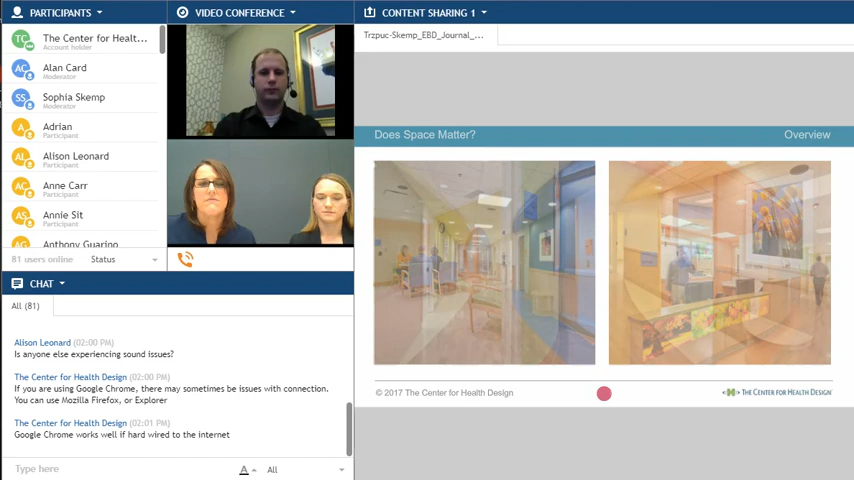 PARTICIPANTS
TC
The Center for Healt...
Account holder
AC
Alan Card
Moderator
SS
Sophia Skemp
Moderator
A
Adrian
Participant
AL
Alison Leonard
Participant
AC
Anne Carr
Participant
AS
Annie Sit
Participant
AG
Anthony Guarino
81 users online
Status
VIDEO CONFERENCE
CHAT
All (81)
Alison Leonard (02:00 PM)
Is anyone else experiencing sound issues?
The Center for Health Design (02:00 PM)
If you are using Google Chrome, there may sometimes be issues with connection.
You can use Mozilla Firefox, or Explorer
The Center for Health Design (02:01 PM)
Google Chrome works well if hard wired to the internet
Type here
A
All
CONTENT SHARING 1
Trzpuc-Skemp_EBD_Journal_...
Does Space Matter?
Overview
© 2017 The Center for Health Design
THE CENTER FOR HEALTH DESIGN